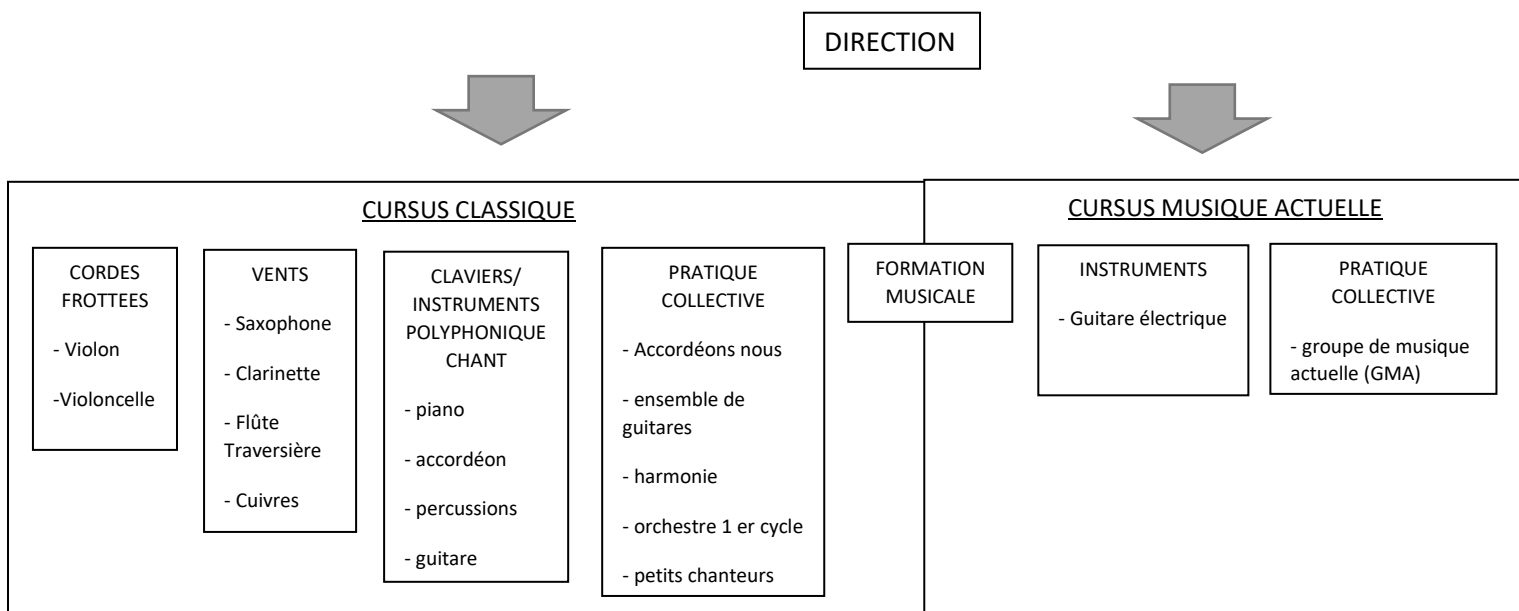 DIRECTION
CURSUS CLASSIQUE
CORDES
FROTTEES
- Violon
-Violoncelle
VENTS
- Saxophone
- Clarinette
- Flûte
Traversière
- Cuivres
CLAVIERS/
INSTRUMENTS
POLYPHONIQUE
CHANT
- piano
- accordéon
- percussions
- guitare
PRATIQUE
COLLECTIVE
- Accordéons nous
- ensemble de
guitares
- harmonie
- orchestre 1 er cycle
- petits chanteurs
FORMATION
MUSICALE
CURSUS MUSIQUE ACTUELLE
INSTRUMENTS
- Guitare électrique
PRATIQUE
COLLECTIVE
- groupe de musique
actuelle (GMA)